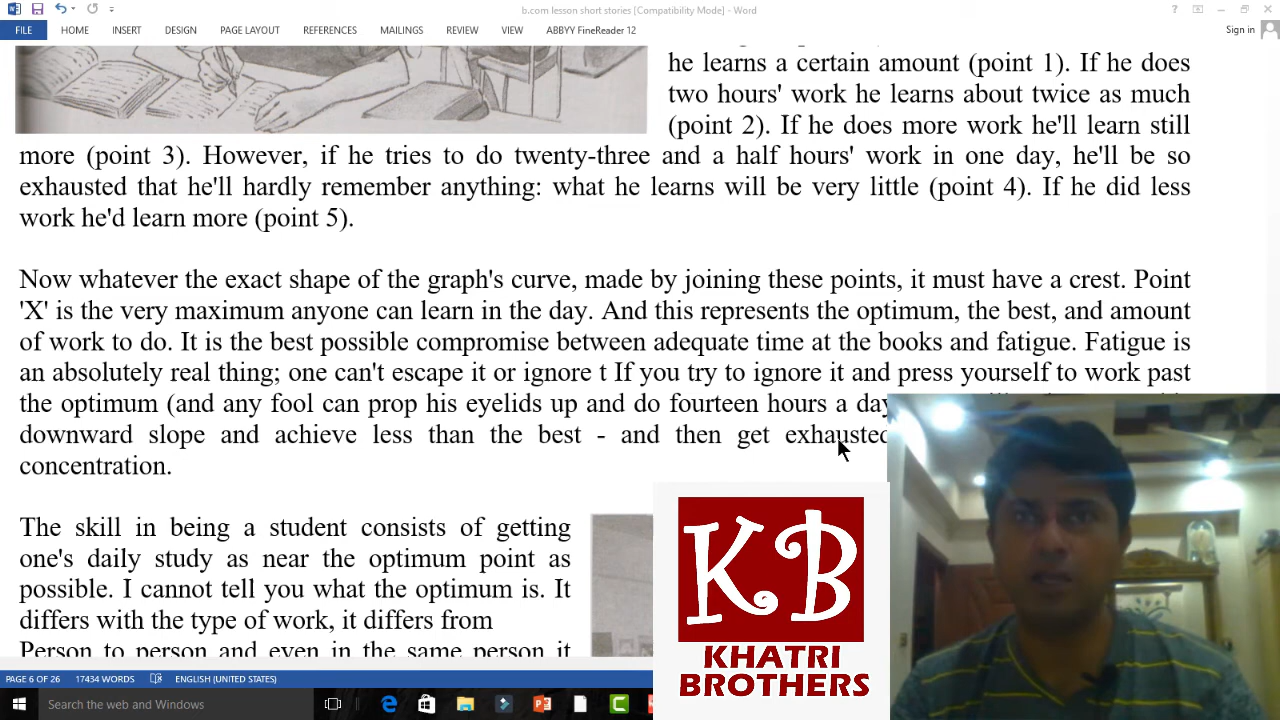 b.com lesson short stories [Compatibility Mode] - Word
FILE HOME INSERT DESIGN PAGE LAYOUT REFERENCES MAILINGS REVIEW VIEW ABBYY FineReader 12 Sign in
he learns a certain amount (point 1). If he does
two hours' work he learns about twice as much
(point 2). If he does more work he'll learn still
more (point 3). However, if he tries to do twenty-three and a half hours' work in one day, he'll be so
exhausted that he'll hardly remember anything: what he learns will be very little (point 4). If he did less
work he'd learn more (point 5).
Now whatever the exact shape of the graph's curve, made by joining these points, it must have a crest. Point
'X' is the very maximum anyone can learn in the day. And this represents the optimum, the best, and amount
of work to do. It is the best possible compromise between adequate time at the books and fatigue. Fatigue is
an absolutely real thing; one can't escape it or ignore t If you try to ignore it and press yourself to work past
the optimum (and any fool can prop his eyelids up and do fourteen hours a day
downward slope and achieve less than the best - and then get exhausted
concentration.
The skill in being a student consists of getting
one's daily study as near the optimum point as
possible. I cannot tell you what the optimum is. It
differs with the type of work, it differs from
Person to person and even in the same person it
KB
KHATRI
BROTHERS
PAGE 6 OF 26 17434 WORDS ENGLISH (UNITED STATES)
Search the web and Windows